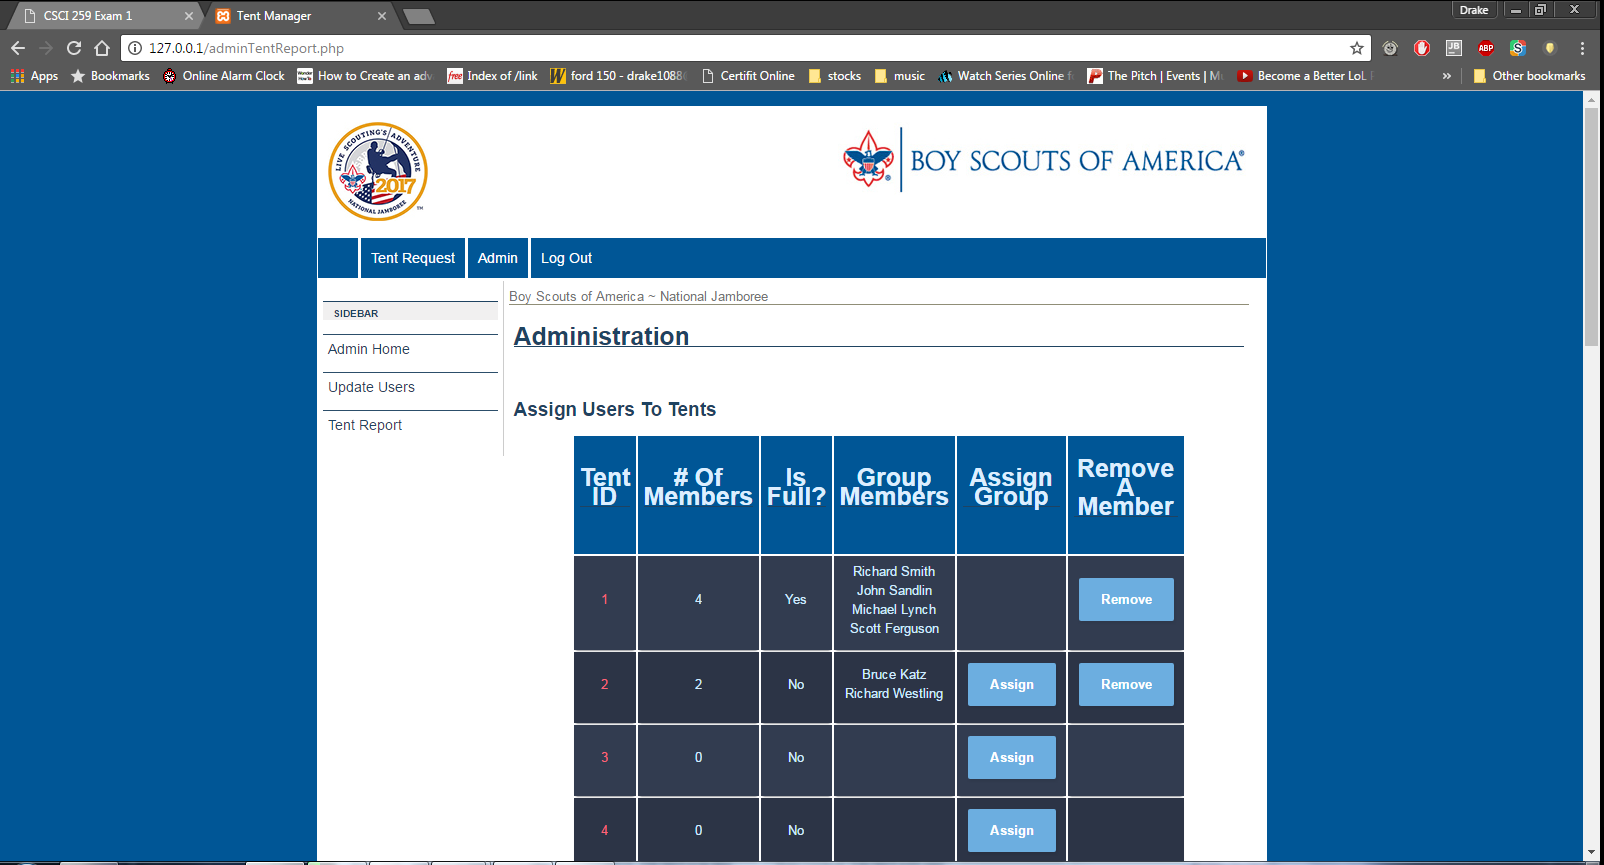 CSCI 259 Exam 1
Tent Manager
Drake
127.0.0.1/adminTentReport.php
Apps
Bookmarks
Online Alarm Clock
How to Create an adv
Index of /link
ford 150 - drake1088
Certifit Online
stocks
music
Watch Series Online f
The Pitch | Events | Mu
Become a Better LoL
»
Other bookmarks
LIVE SCOUTING'S ADVENTURE
2017
NATIONAL JAMBOREE
BOY SCOUTS OF AMERICA®
Tent Request
Admin
Log Out
SIDEBAR
Admin Home
Update Users
Tent Report
Boy Scouts of America ~ National Jamboree
Administration
Assign Users To Tents
Tent ID
# Of Members
Is Full?
Group Members
Assign Group
Remove A Member
1
4
Yes
Richard Smith
John Sandlin
Michael Lynch
Scott Ferguson
Remove
2
2
No
Bruce Katz
Richard Westling
Assign
Remove
3
0
No
Assign
4
0
No
Assign